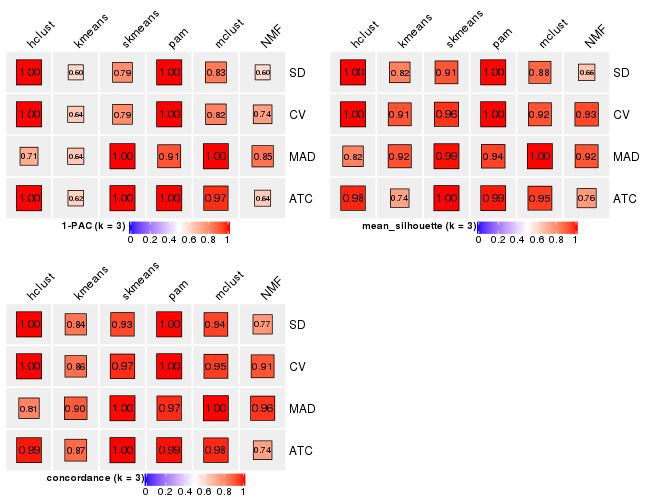 hclust kmeans skmeans pam mclust NMF
1.00 0.60 0.79 1.00 0.83 0.60 SD
1.00 0.64 0.79 1.00 0.82 0.74 CV
0.71 0.64 1.00 0.91 1.00 0.85 MAD
1.00 0.62 1.00 1.00 0.97 0.64 ATC
1-PAC (k = 3)
0 0.2 0.4 0.6 0.8 1
hclust kmeans skmeans pam mclust NMF
1.00 0.82 0.91 1.00 0.88 0.66 SD
1.00 0.91 0.96 1.00 0.92 0.93 CV
0.82 0.92 0.99 0.94 1.00 0.92 MAD
0.98 0.74 1.00 0.99 0.95 0.76 ATC
mean_silhouette (k = 3)
0 0.2 0.4 0.6 0.8 1
hclust kmeans skmeans pam mclust NMF
1.00 0.84 0.93 1.00 0.94 0.77 SD
1.00 0.86 0.97 1.00 0.95 0.91 CV
0.81 0.90 1.00 0.97 1.00 0.96 MAD
0.99 0.87 1.00 0.99 0.98 0.74 ATC
concordance (k = 3)
0 0.2 0.4 0.6 0.8 1